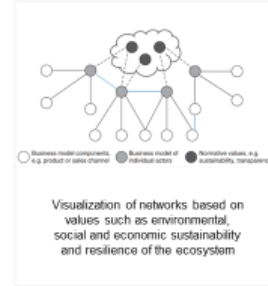 Business model components,
e.g. product or sales channel
Business model of
individual actors
Normative values, e.g.
sustainability, transparency
Visualization of networks based on
values such as environmental,
social and economic sustainability
and resilience of the ecosystem